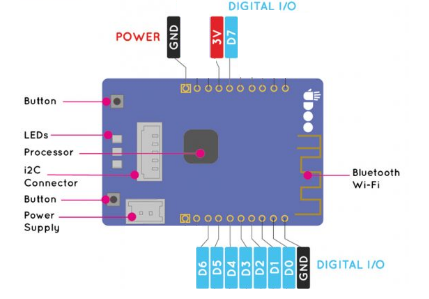 DIGITAL I/O
POWER
GND
3V
D7
Button
LEDs
Processor
i2C
Connector
Button
Power
Supply
UDOO
Bluetooth
Wi-Fi
D6
D5
D4
D3
D2
D1
D0
GND
DIGITAL I/O